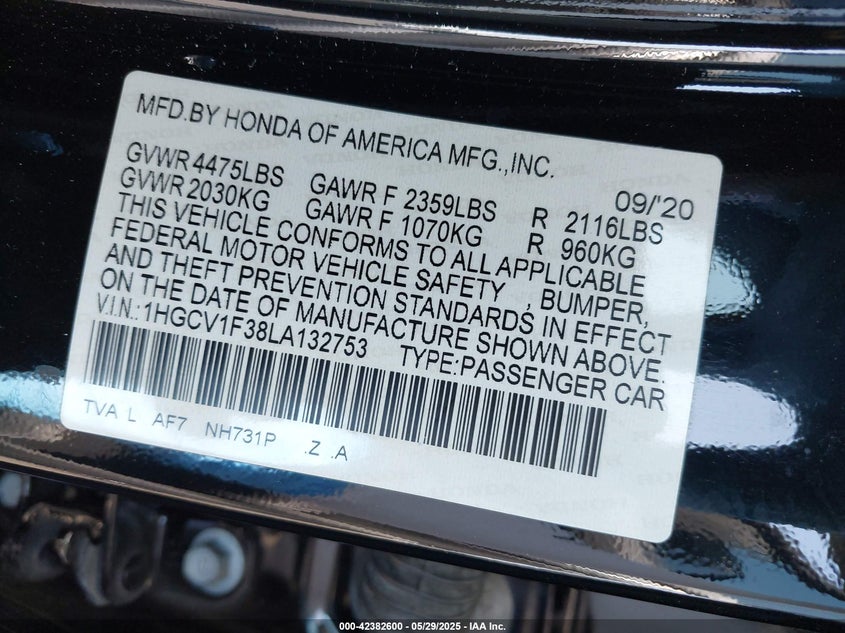 MFD.BY HONDA OF AMERICA MFG.,INC.
09/'20
GVWR 4475LBS GAWR F 2359LBS R 2116LBS
GVWR 2030KG GAWR F 1070KG R 960KG
THIS VEHICLE CONFORMS TO ALL APPLICABLE
FEDERAL MOTOR VEHICLE SAFETY , BUMPER,
AND THEFT PREVENTION STANDARDS IN EFFECT
ON THE DATE OF MANUFACTURE SHOWN ABOVE.
V.I.N.:1HGCV1F38LA132753 TYPE:PASSENGER CAR
TVA L AF7 NH731P .Z .A
000-42382600 - 05/29/2025 - IAA Inc.